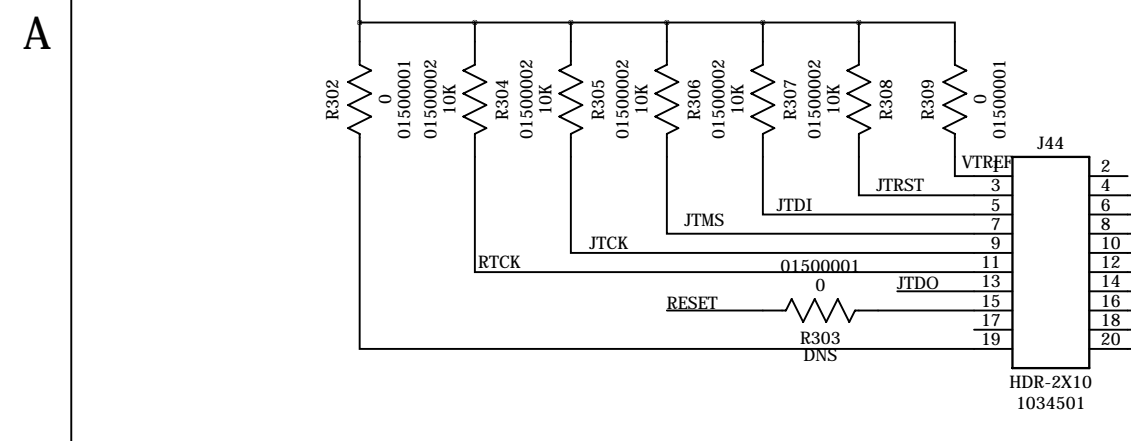 A
R302
0
01500001
01500002
10K
R304
01500002
10K
R305
01500002
10K
R306
01500002
10K
R307
01500002
10K
R308
R309
0
01500001
J44
VTREF
1
2
JTRST
3
4
JTDI
5
6
JTMS
7
8
JTCK
9
10
RTCK
11
12
01500001
0
JTDO
13
14
RESET
15
16
17
18
R303
DNS
19
20
HDR-2X10
1034501